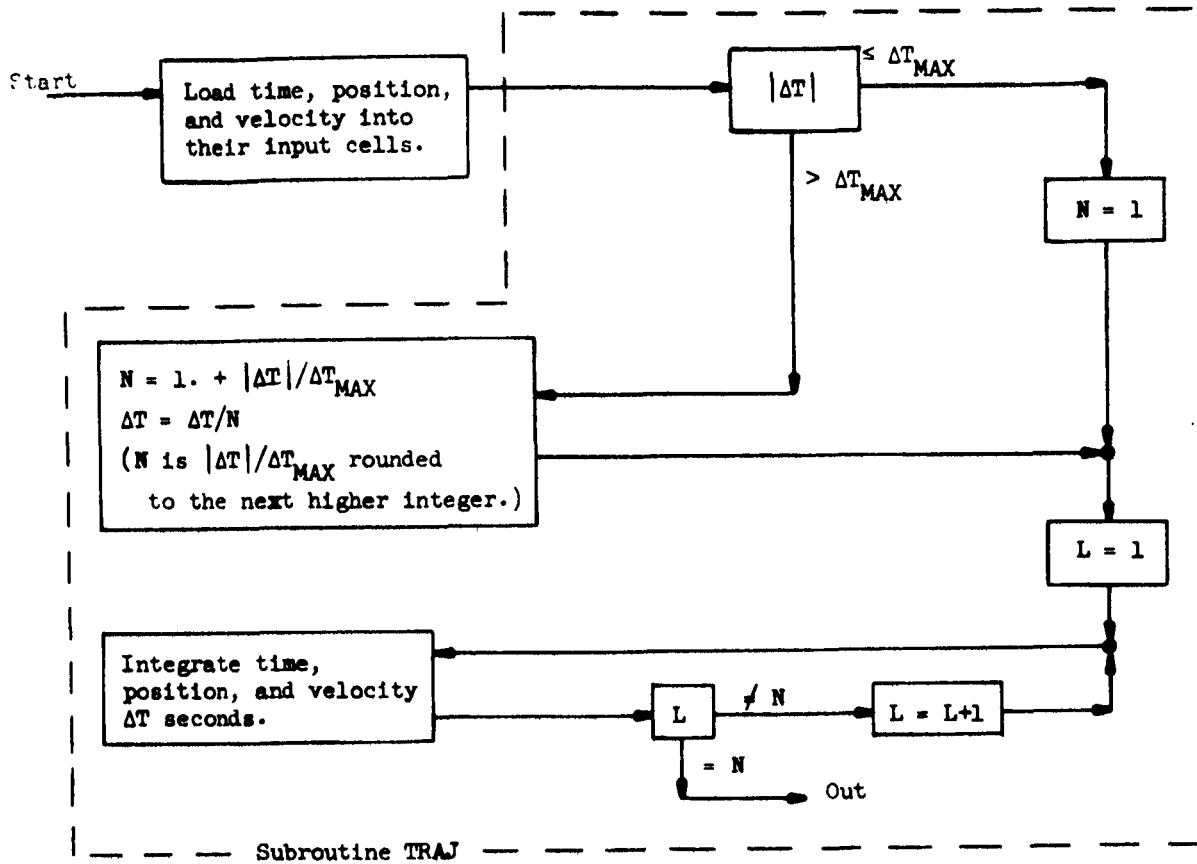 Start
Load time, position,
and velocity into
their input cells.
|ΔT|
≤ ΔT_MAX
> ΔT_MAX
N = 1
N = 1. + |ΔT|/ΔT_MAX
ΔT = ΔT/N
(N is |ΔT|/ΔT_MAX rounded
to the next higher integer.)
L = 1
Integrate time,
position, and velocity
ΔT seconds.
L
≠ N
L = L+1
= N
Out
Subroutine TRAJ